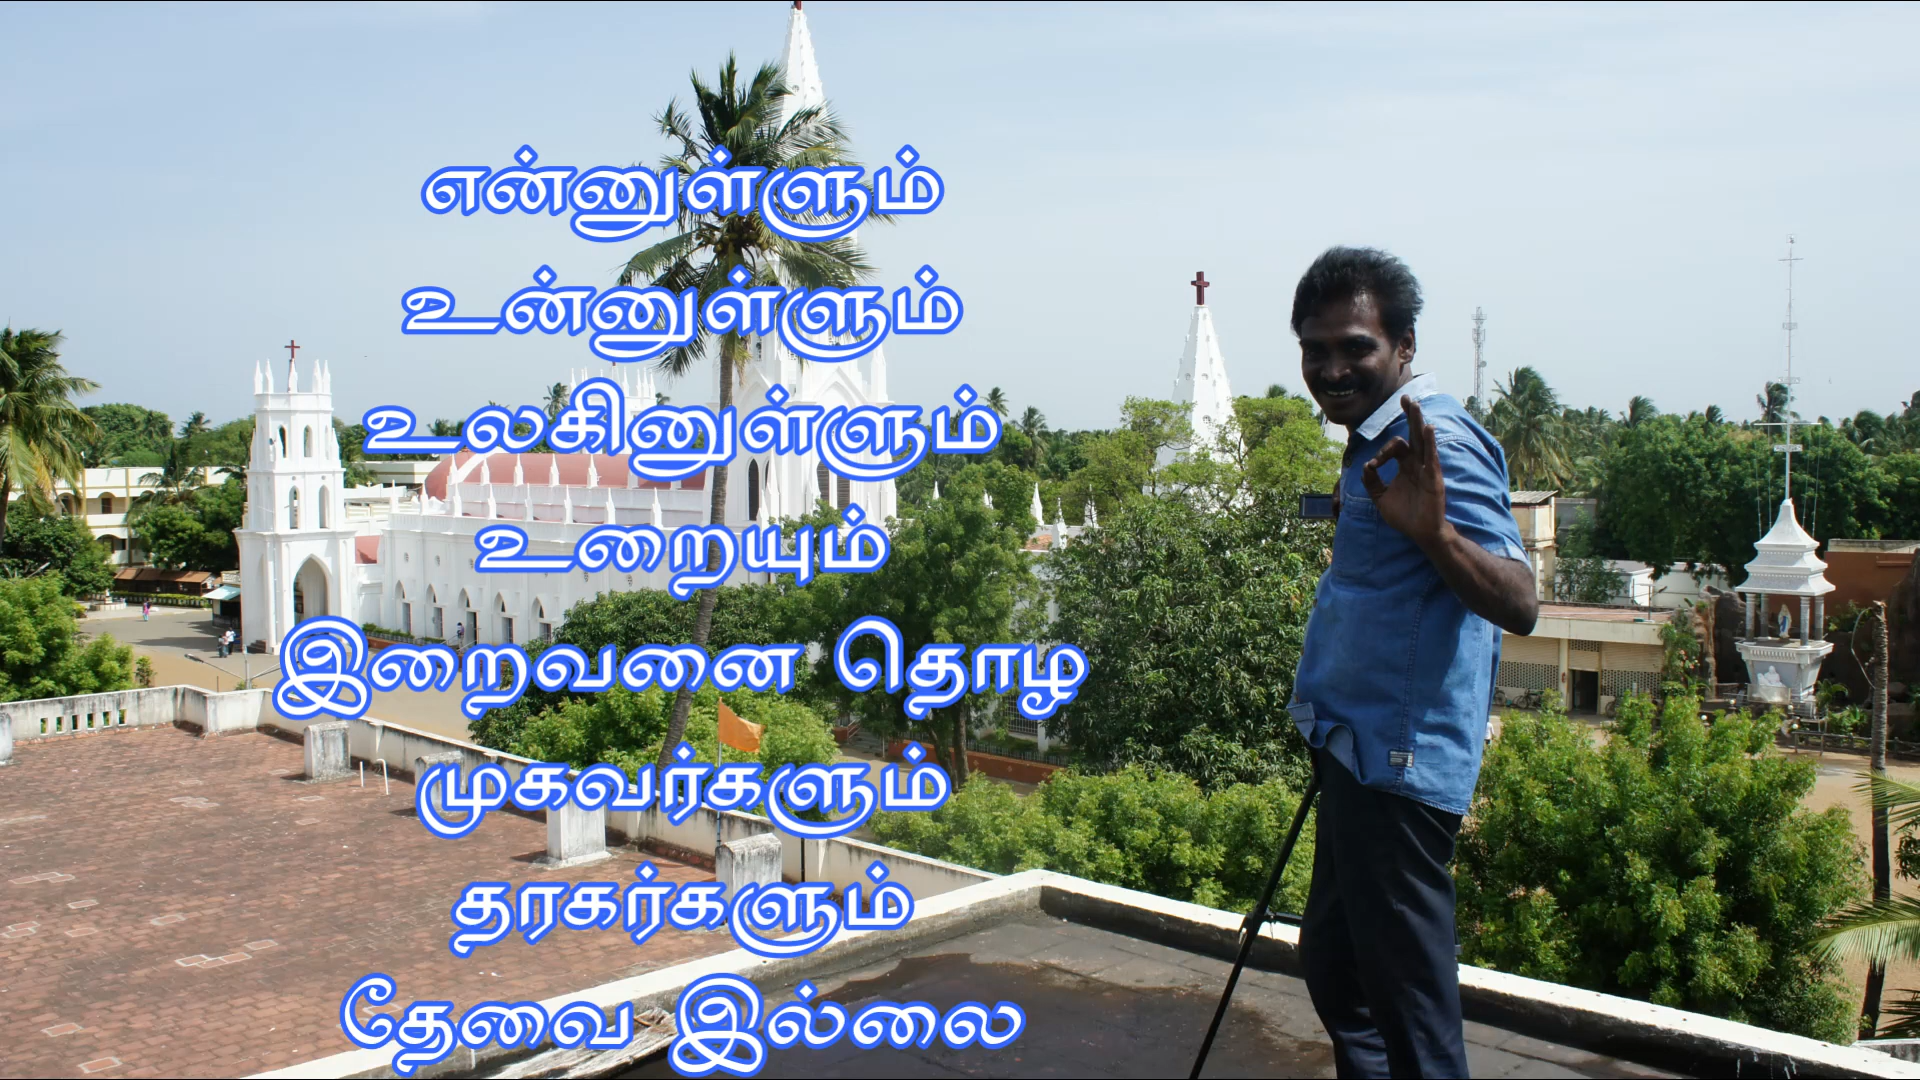 என்னுள்ளும்
உன்னுள்ளும்
உலகினுள்ளும்
உறையும்
இறைவனை தொழ
முகவர்களும்
தரகர்களும்
தேவை இல்லை